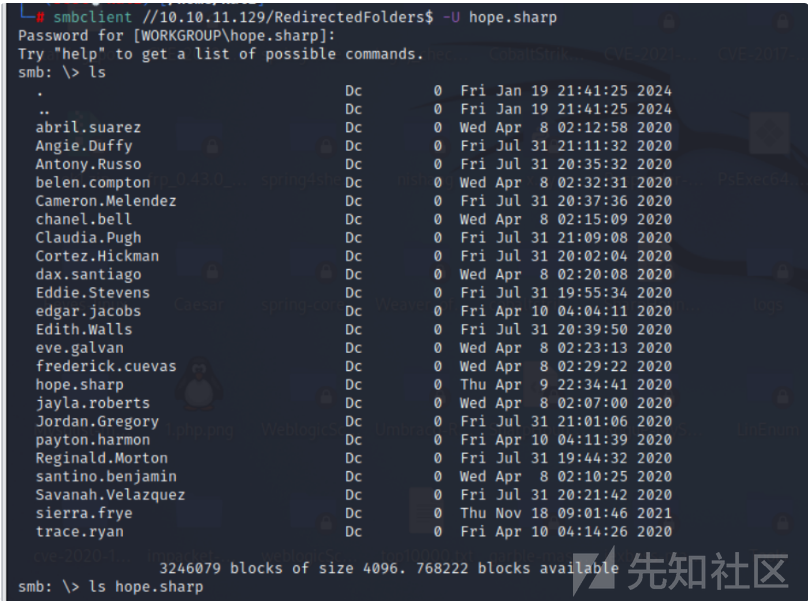 # smbclient //10.10.11.129/RedirectedFolders$ -U hope.sharp
Password for [WORKGROUP\hope.sharp]:
Try "help" to get a list of possible commands.
smb: \> ls
. Dc 0 Fri Jan 19 21:41:25 2024
.. Dc 0 Fri Jan 19 21:41:25 2024
abril.suarez Dc 0 Wed Apr 8 02:12:58 2020
Angie.Duffy Dc 0 Fri Jul 31 21:11:32 2020
Antony.Russo Dc 0 Fri Jul 31 20:35:32 2020
belen.compton Dc 0 Wed Apr 8 02:32:31 2020
Cameron.Melendez Dc 0 Fri Jul 31 20:37:36 2020
chanel.bell Dc 0 Wed Apr 8 02:15:09 2020
Claudia.Pugh Dc 0 Fri Jul 31 21:09:08 2020
Cortez.Hickman Dc 0 Fri Jul 31 20:02:04 2020
dax.santiago Dc 0 Wed Apr 8 02:20:08 2020
Eddie.Stevens Dc 0 Fri Jul 31 19:55:34 2020
edgar.jacobs Dc 0 Fri Apr 10 04:04:11 2020
Edith.Walls Dc 0 Fri Jul 31 20:39:50 2020
eve.galvan Dc 0 Wed Apr 8 02:23:13 2020
frederick.cuevas Dc 0 Wed Apr 8 02:29:22 2020
hope.sharp Dc 0 Thu Apr 9 22:34:41 2020
jayla.roberts Dc 0 Wed Apr 8 02:07:00 2020
Jordan.Gregory Dc 0 Fri Jul 31 21:01:06 2020
payton.harmon Dc 0 Fri Apr 10 04:11:39 2020
Reginald.Morton Dc 0 Fri Jul 31 19:44:32 2020
santino.benjamin Dc 0 Wed Apr 8 02:10:25 2020
Savanah.Velazquez Dc 0 Fri Jul 31 20:21:42 2020
sierra.frye Dc 0 Thu Nov 18 09:01:46 2021
trace.ryan Dc 0 Fri Apr 10 04:14:26 2020
3246079 blocks of size 4096. 768222 blocks available
smb: \> ls hope.sharp
先知社区